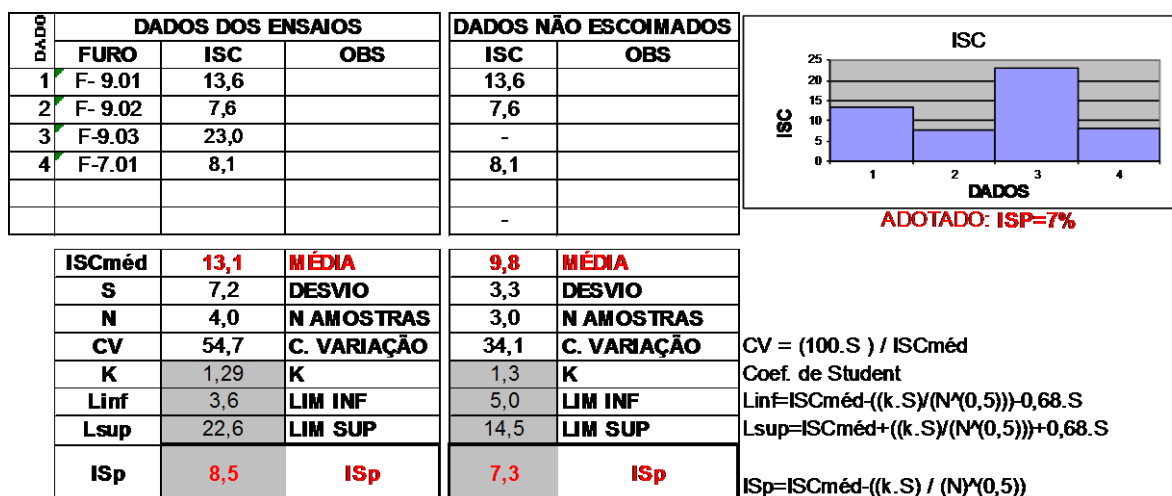 DADO
DADOS DOS ENSAIOS
DADOS NÃO ESCOIMADOS
FURO ISC OBS ISC OBS
1 F- 9.01 13,6 13,6
2 F- 9.02 7,6 7,6
3 F-9.03 23,0 -
4 F-7.01 8,1 8,1
-
ISC
25
20
15
10
5
0
ISC
1 2 3 4
DADOS
ADOTADO: ISP=7%
ISCméd 13,1 MÉDIA 9,8 MÉDIA
S 7,2 DESVIO 3,3 DESVIO
N 4,0 N AMOSTRAS 3,0 N AMOSTRAS
CV 54,7 C. VARIAÇÃO 34,1 C. VARIAÇÃO CV = (100.S ) / ISCméd
K 1,29 K 1,3 K Coef. de Student
Linf 3,6 LIM INF 5,0 LIM INF Linf=ISCméd-((k.S)/(N^(0,5)))-0,68.S
Lsup 22,6 LIM SUP 14,5 LIM SUP Lsup=ISCméd+((k.S)/(N^(0,5)))+0,68.S
ISp 8,5 ISp 7,3 ISp ISp=ISCméd-((k.S) / (N)^(0,5))